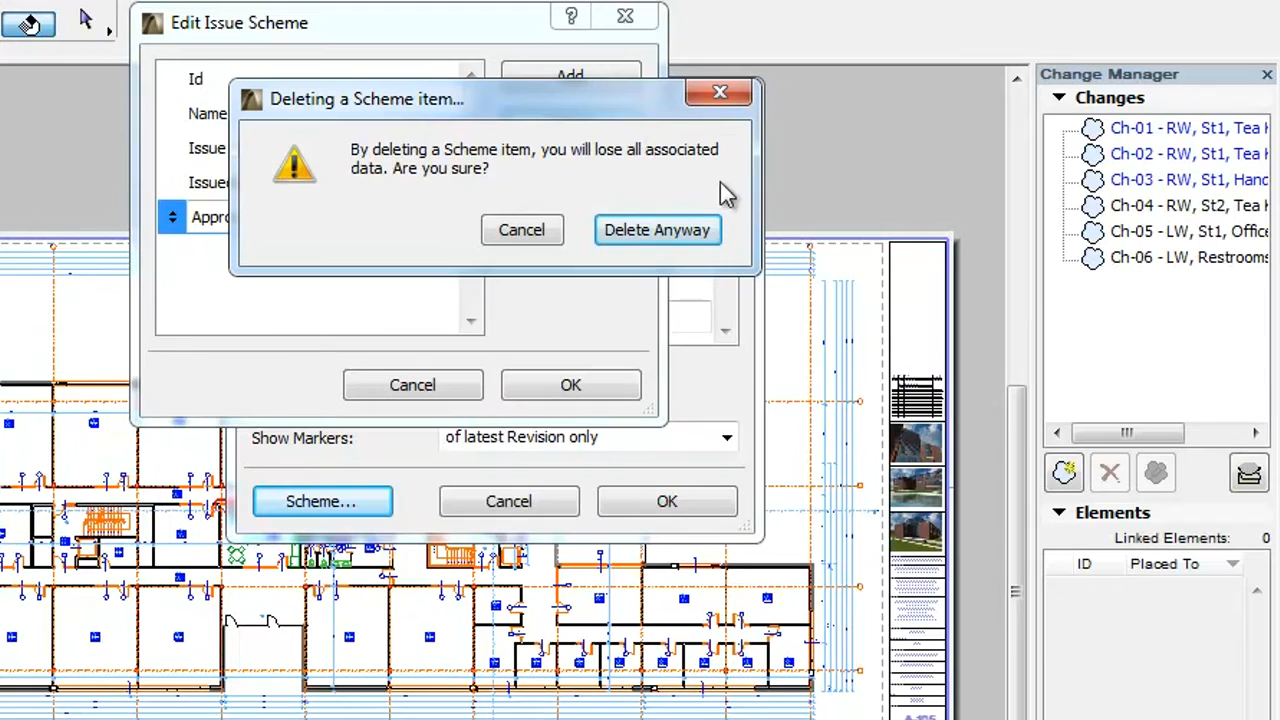 Edit Issue Scheme
Id
Add
Name
Issue
Deleting a Scheme item...
By deleting a Scheme item, you will lose all associated
data. Are you sure?
Cancel
Delete Anyway
Cancel
OK
Show Markers:
of latest Revision only
Scheme...
Cancel
OK
Change Manager
Changes
Ch-01 - RW, St1, Tea
Ch-02 - RW, St1, Tea
Ch-03 - RW, St1, Hand
Ch-04 - RW, St2, Tea
Ch-05 - LW, St1, Office
Ch-06 - LW, Restrooms
Elements
Linked Elements: 0
ID
Placed To